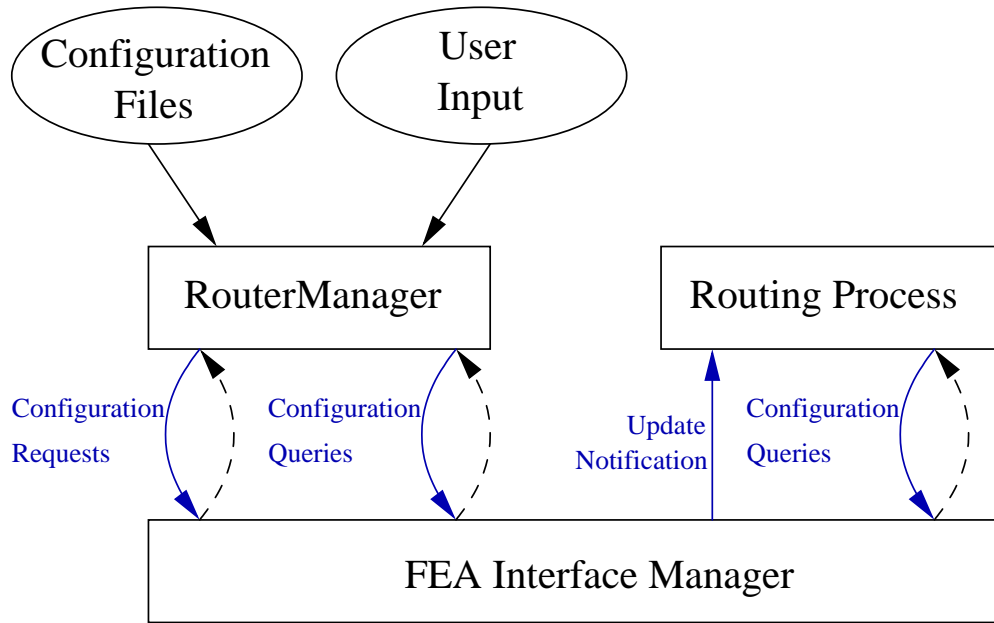 Configuration
Files
User
Input
RouterManager
Routing Process
Configuration
Requests
Configuration
Queries
Update
Notification
Configuration
Queries
FEA Interface Manager